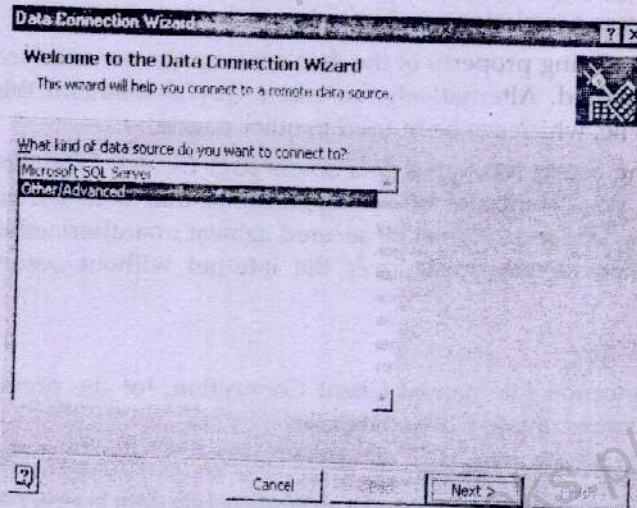 Data Connection Wizard
Welcome to the Data Connection Wizard
This wizard will help you connect to a remote data source.
What kind of data source do you want to connect to?
Microsoft SQL Server
Other/Advanced
Cancel
Next >